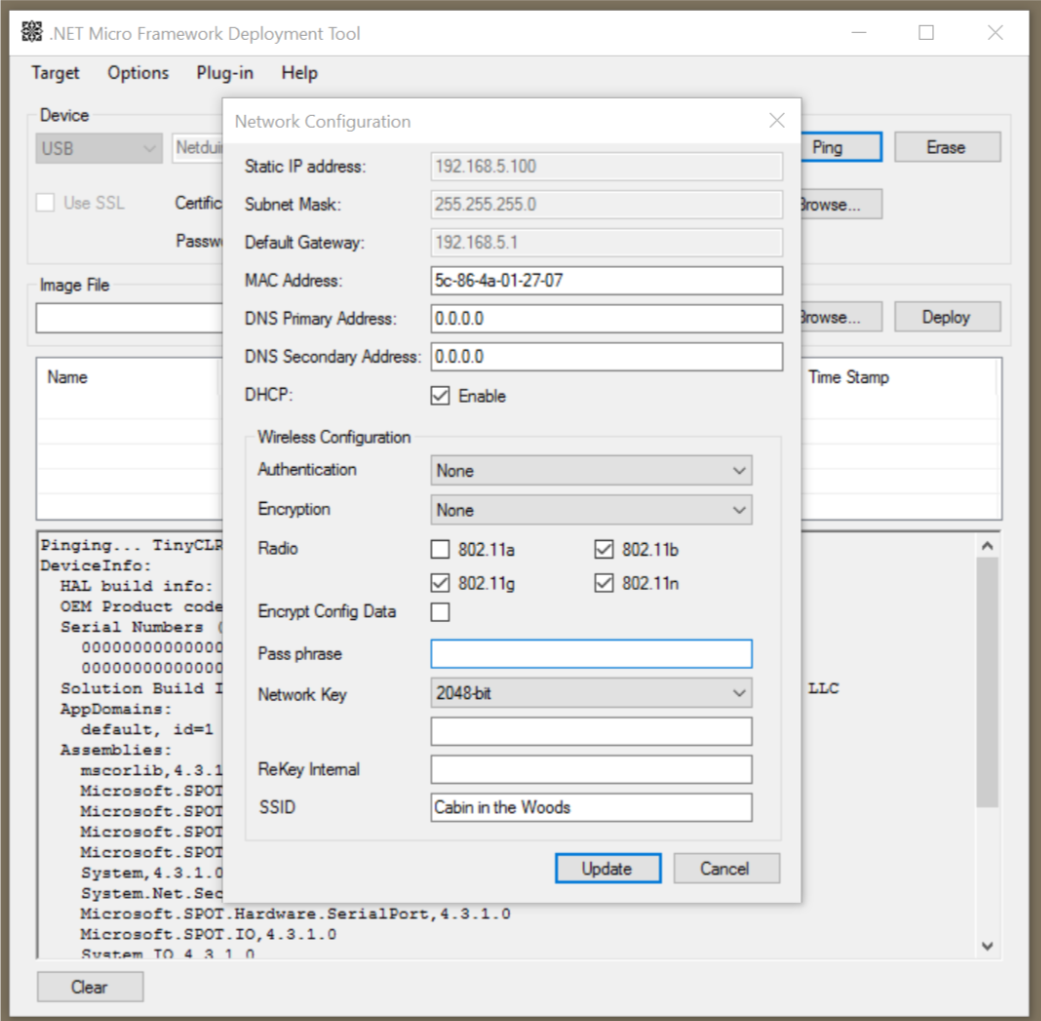 .NET Micro Framework Deployment Tool
Target Options Plug-in Help
Device
USB
Ping
Erase
Use SSL
Browse...
Image File
Browse...
Deploy
Name
Time Stamp
Network Configuration
Static IP address: 192.168.5.100
Subnet Mask: 255.255.255.0
Default Gateway: 192.168.5.1
MAC Address: 5c-86-4a-01-27-07
DNS Primary Address: 0.0.0.0
DNS Secondary Address: 0.0.0.0
DHCP: Enable
Wireless Configuration
Authentication None
Encryption None
Radio 802.11a 802.11b
802.11g 802.11n
Encrypt Config Data
Pass phrase
Network Key 2048-bit
ReKey Internal
SSID Cabin in the Woods
Update Cancel
Pinging... TinyCLR
DeviceInfo:
HAL build info:
OEM Product code
Serial Numbers (
00000000000000
00000000000000
Solution Build I LLC
AppDomains:
default, id=1
Assemblies:
mscorlib,4.3.1
Microsoft.SPOT
Microsoft.SPOT
Microsoft.SPOT
Microsoft.SPOT
System,4.3.1.0
System.Net.Sec
Microsoft.SPOT.Hardware.SerialPort,4.3.1.0
Microsoft.SPOT.IO,4.3.1.0
System.IO,4.3.1.0
Clear